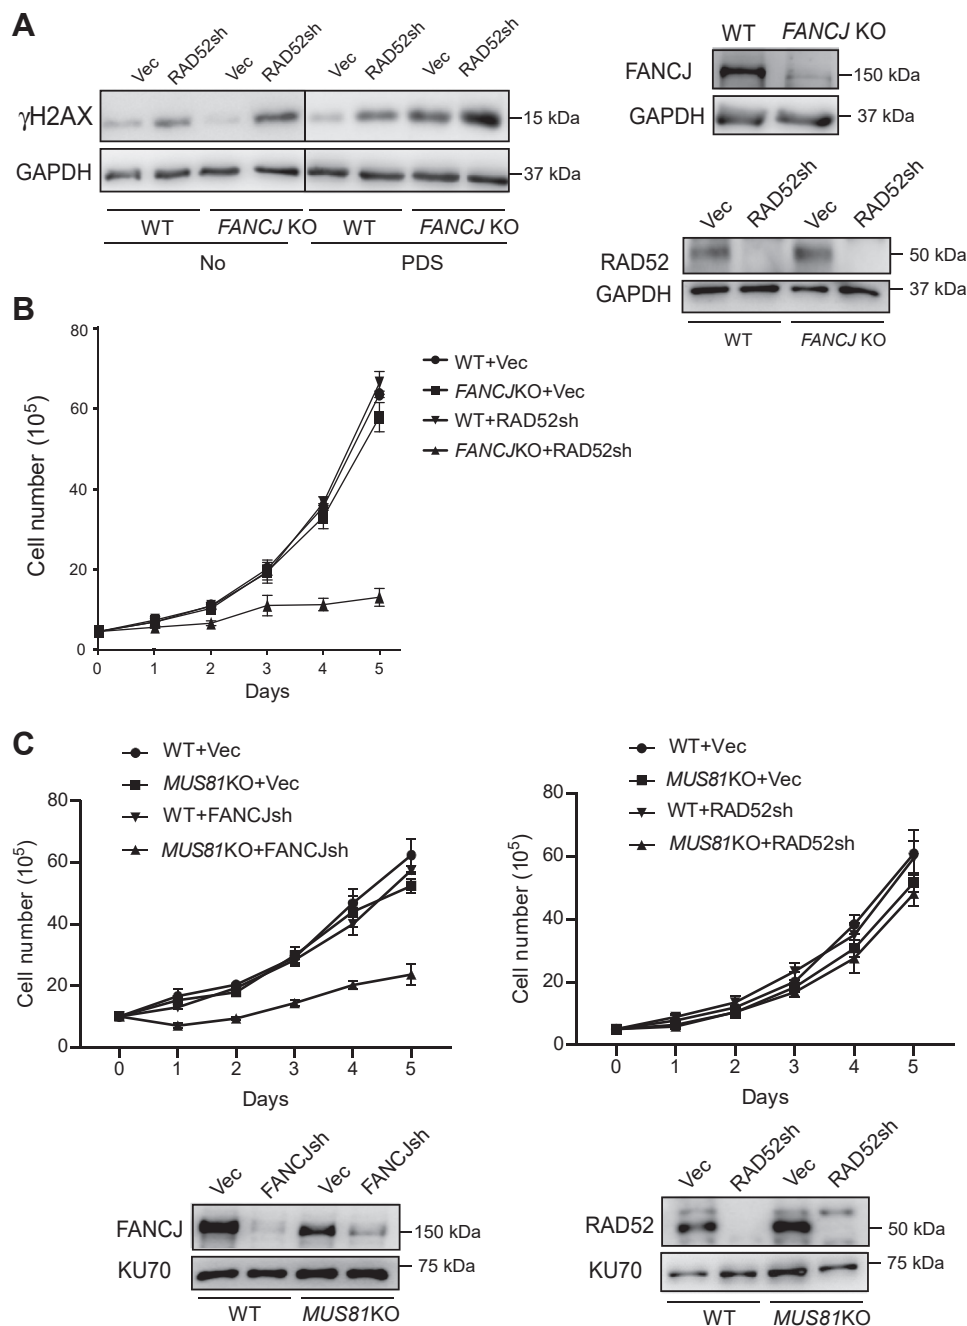 A
Vec RAD52sh Vec RAD52sh Vec RAD52sh Vec RAD52sh
γH2AX
15 kDa
GAPDH
37 kDa
WT FANCJ KO WT FANCJ KO
No PDS
WT FANCJ KO
FANCJ
150 kDa
GAPDH
37 kDa
Vec RAD52sh Vec RAD52sh
RAD52
50 kDa
GAPDH
37 kDa
WT FANCJ KO
B
80
60
40
20
0
Cell number (10⁵)
0 1 2 3 4 5
Days
WT+Vec
FANCJKO+Vec
WT+RAD52sh
FANCJKO+RAD52sh
C
WT+Vec
MUS81KO+Vec
WT+FANCJsh
MUS81KO+FANCJsh
80
60
40
20
0
Cell number (10⁵)
0 1 2 3 4 5
Days
WT+Vec
MUS81KO+Vec
WT+RAD52sh
MUS81KO+RAD52sh
80
60
40
20
0
Cell number (10⁵)
0 1 2 3 4 5
Days
Vec FANCJsh Vec FANCJsh
FANCJ
150 kDa
KU70
75 kDa
WT MUS81KO
Vec RAD52sh Vec RAD52sh
RAD52
50 kDa
KU70
75 kDa
WT MUS81KO